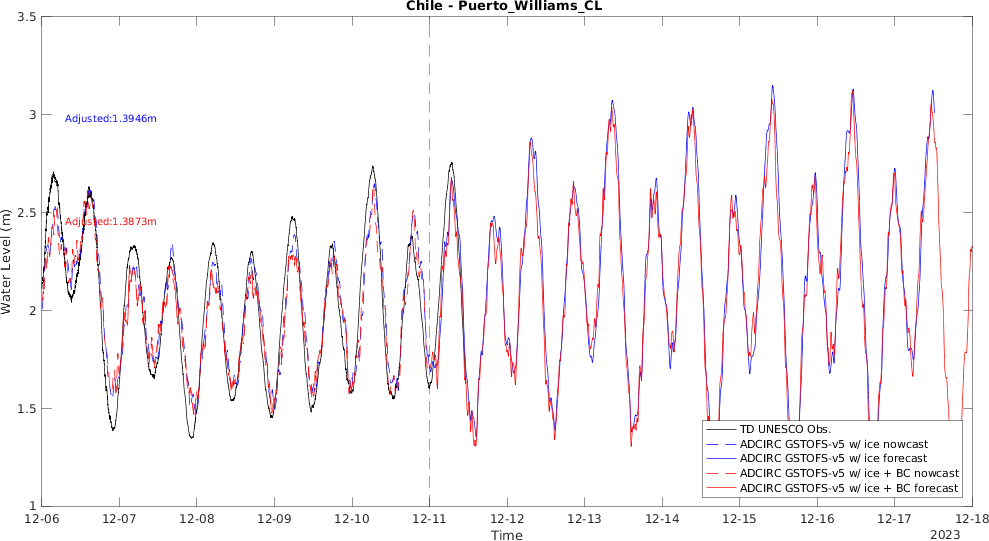 Chile - Puerto_Williams_CL
Water Level (m)
3.5
3
2.5
2
1.5
1
Adjusted:1.3946m
Adjusted:1.3873m
TD UNESCO Obs.
ADCIRC GSTOFS-v5 w/ ice nowcast
ADCIRC GSTOFS-v5 w/ ice forecast
ADCIRC GSTOFS-v5 w/ ice + BC nowcast
ADCIRC GSTOFS-v5 w/ ice + BC forecast
12-06 12-07 12-08 12-09 12-10 12-11 12-12 12-13 12-14 12-15 12-16 12-17 12-18
Time
2023